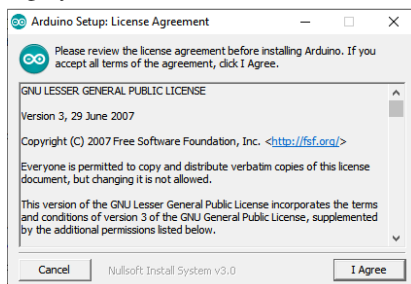 Arduino Setup: License Agreement
Please review the license agreement before installing Arduino. If you
accept all terms of the agreement, click I Agree.
GNU LESSER GENERAL PUBLIC LICENSE
Version 3, 29 June 2007
Copyright (C) 2007 Free Software Foundation, Inc. <http://fsf.org/>
Everyone is permitted to copy and distribute verbatim copies of this license
document, but changing it is not allowed.
This version of the GNU Lesser General Public License incorporates the terms
and conditions of version 3 of the GNU General Public License, supplemented
by the additional permissions listed below.
Cancel
Nullsoft Install System v3.0
I Agree